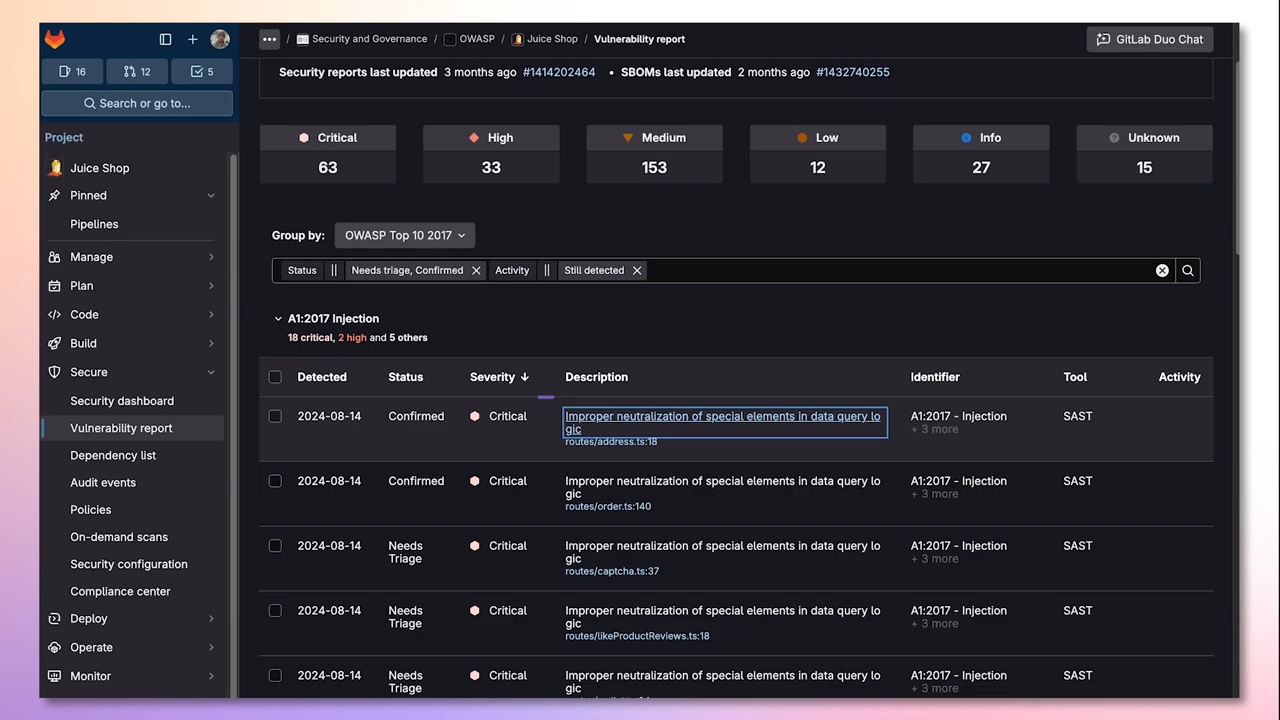 Security and Governance / OWASP / Juice Shop / Vulnerability report
GitLab Duo Chat
16 12 5
Search or go to...
Project
Juice Shop
Pinned
Pipelines
Manage
Plan
Code
Build
Secure
Security dashboard
Vulnerability report
Dependency list
Audit events
Policies
On-demand scans
Security configuration
Compliance center
Deploy
Operate
Monitor
Security reports last updated 3 months ago #1414202464 • SBOMs last updated 2 months ago #1432740255
Critical High Medium Low Info Unknown
63 33 153 12 27 15
Group by: OWASP Top 10 2017
Status || Needs triage, Confirmed Activity || Still detected
A1:2017 Injection
18 critical, 2 high and 5 others
Detected Status Severity Description Identifier Tool Activity
2024-08-14 Confirmed Critical Improper neutralization of special elements in data query lo A1:2017 - Injection SAST
gic + 3 more
routes/address.ts:18
2024-08-14 Confirmed Critical Improper neutralization of special elements in data query lo A1:2017 - Injection SAST
gic + 3 more
routes/order.ts:140
2024-08-14 Needs Critical Improper neutralization of special elements in data query lo A1:2017 - Injection SAST
Triage gic + 3 more
routes/captcha.ts:37
2024-08-14 Needs Critical Improper neutralization of special elements in data query lo A1:2017 - Injection SAST
Triage gic + 3 more
routes/likeProductReviews.ts:18
2024-08-14 Needs Critical Improper neutralization of special elements in data query lo A1:2017 - Injection SAST
Triage gic + 3 more